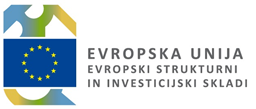 EVROPSKA UNIJA
EVROPSKI STRUKTURNI
IN INVESTICIJSKI SKLADI